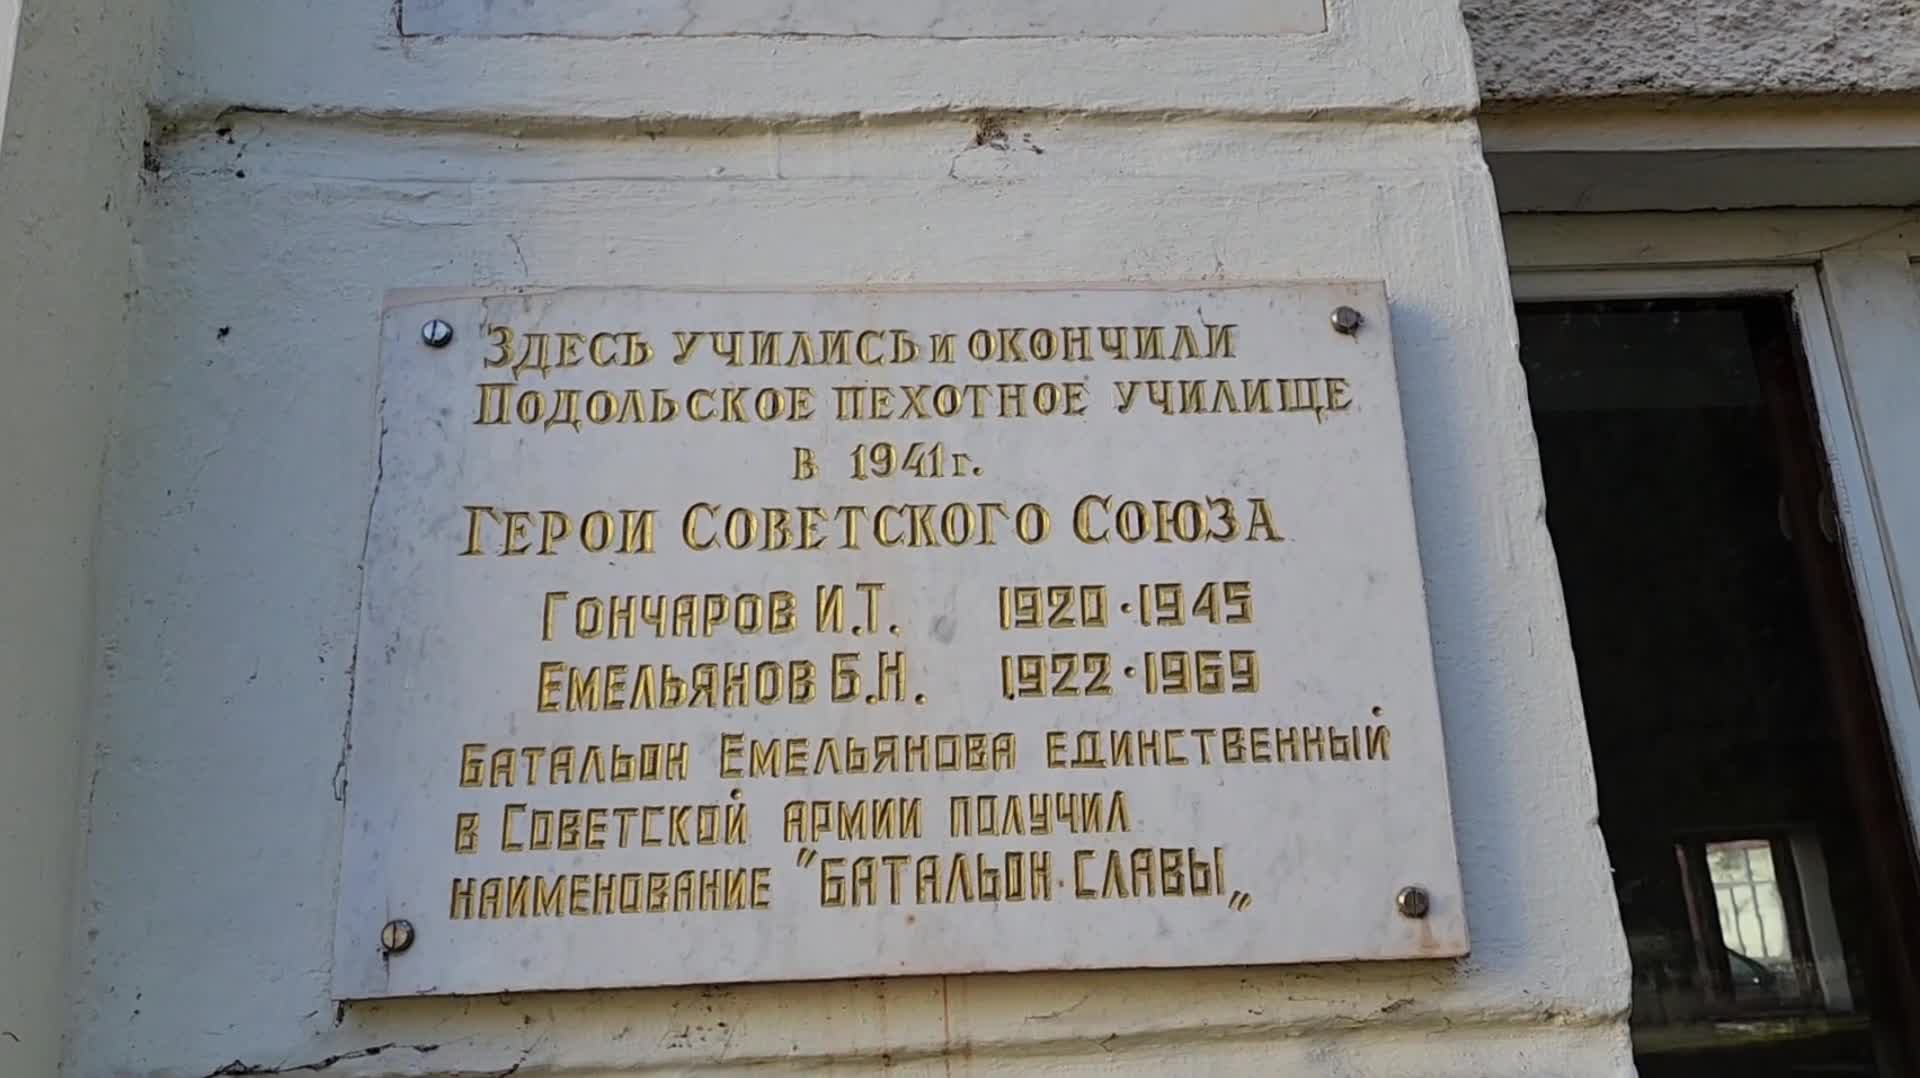 Здесь учились и окончили
Подольское пехотное училище
в 1941 г.
Герои Советского Союза
Гончаров И.Т. 1920 · 1945
Емельянов Б.Н. 1922 · 1969
Батальон Емельянова единственный
в Советской Армии получил
наименование "Батальон Славы„